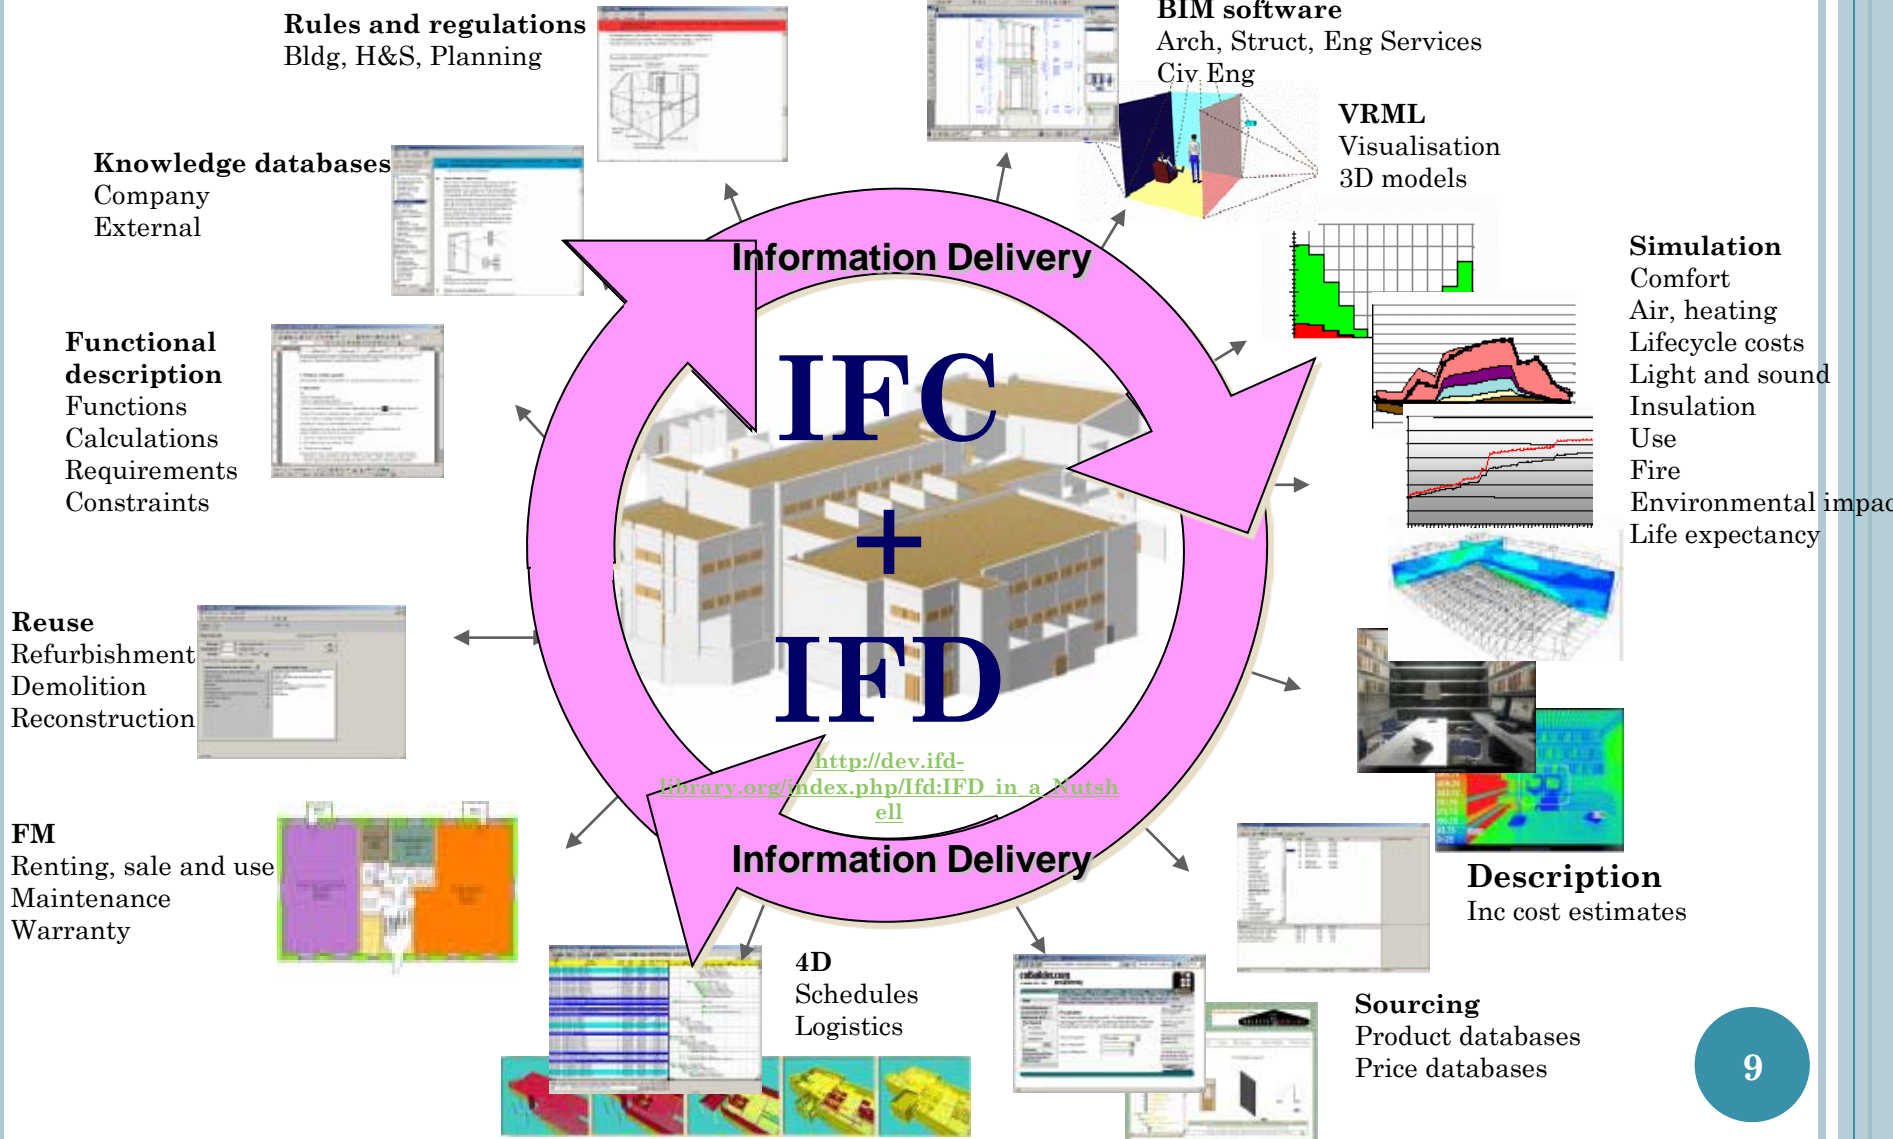 Rules and regulations
Bldg, H&S, Planning
BIM software
Arch, Struct, Eng Services
Civ Eng
VRML
Visualisation
3D models
Knowledge databases
Company
External
Information Delivery
Simulation
Comfort
Air, heating
Lifecycle costs
Light and sound
Insulation
Use
Fire
Environmental impac
Life expectancy
Functional
description
Functions
Calculations
Requirements
Constraints
IFC
+
IFD
http://dev.ifd-
library.org/index.php/Ifd:IFD_in_a_Nutsh
ell
Reuse
Refurbishment
Demolition
Reconstruction
FM
Renting, sale and use
Maintenance
Warranty
Information Delivery
Description
Inc cost estimates
4D
Schedules
Logistics
Sourcing
Product databases
Price databases
9